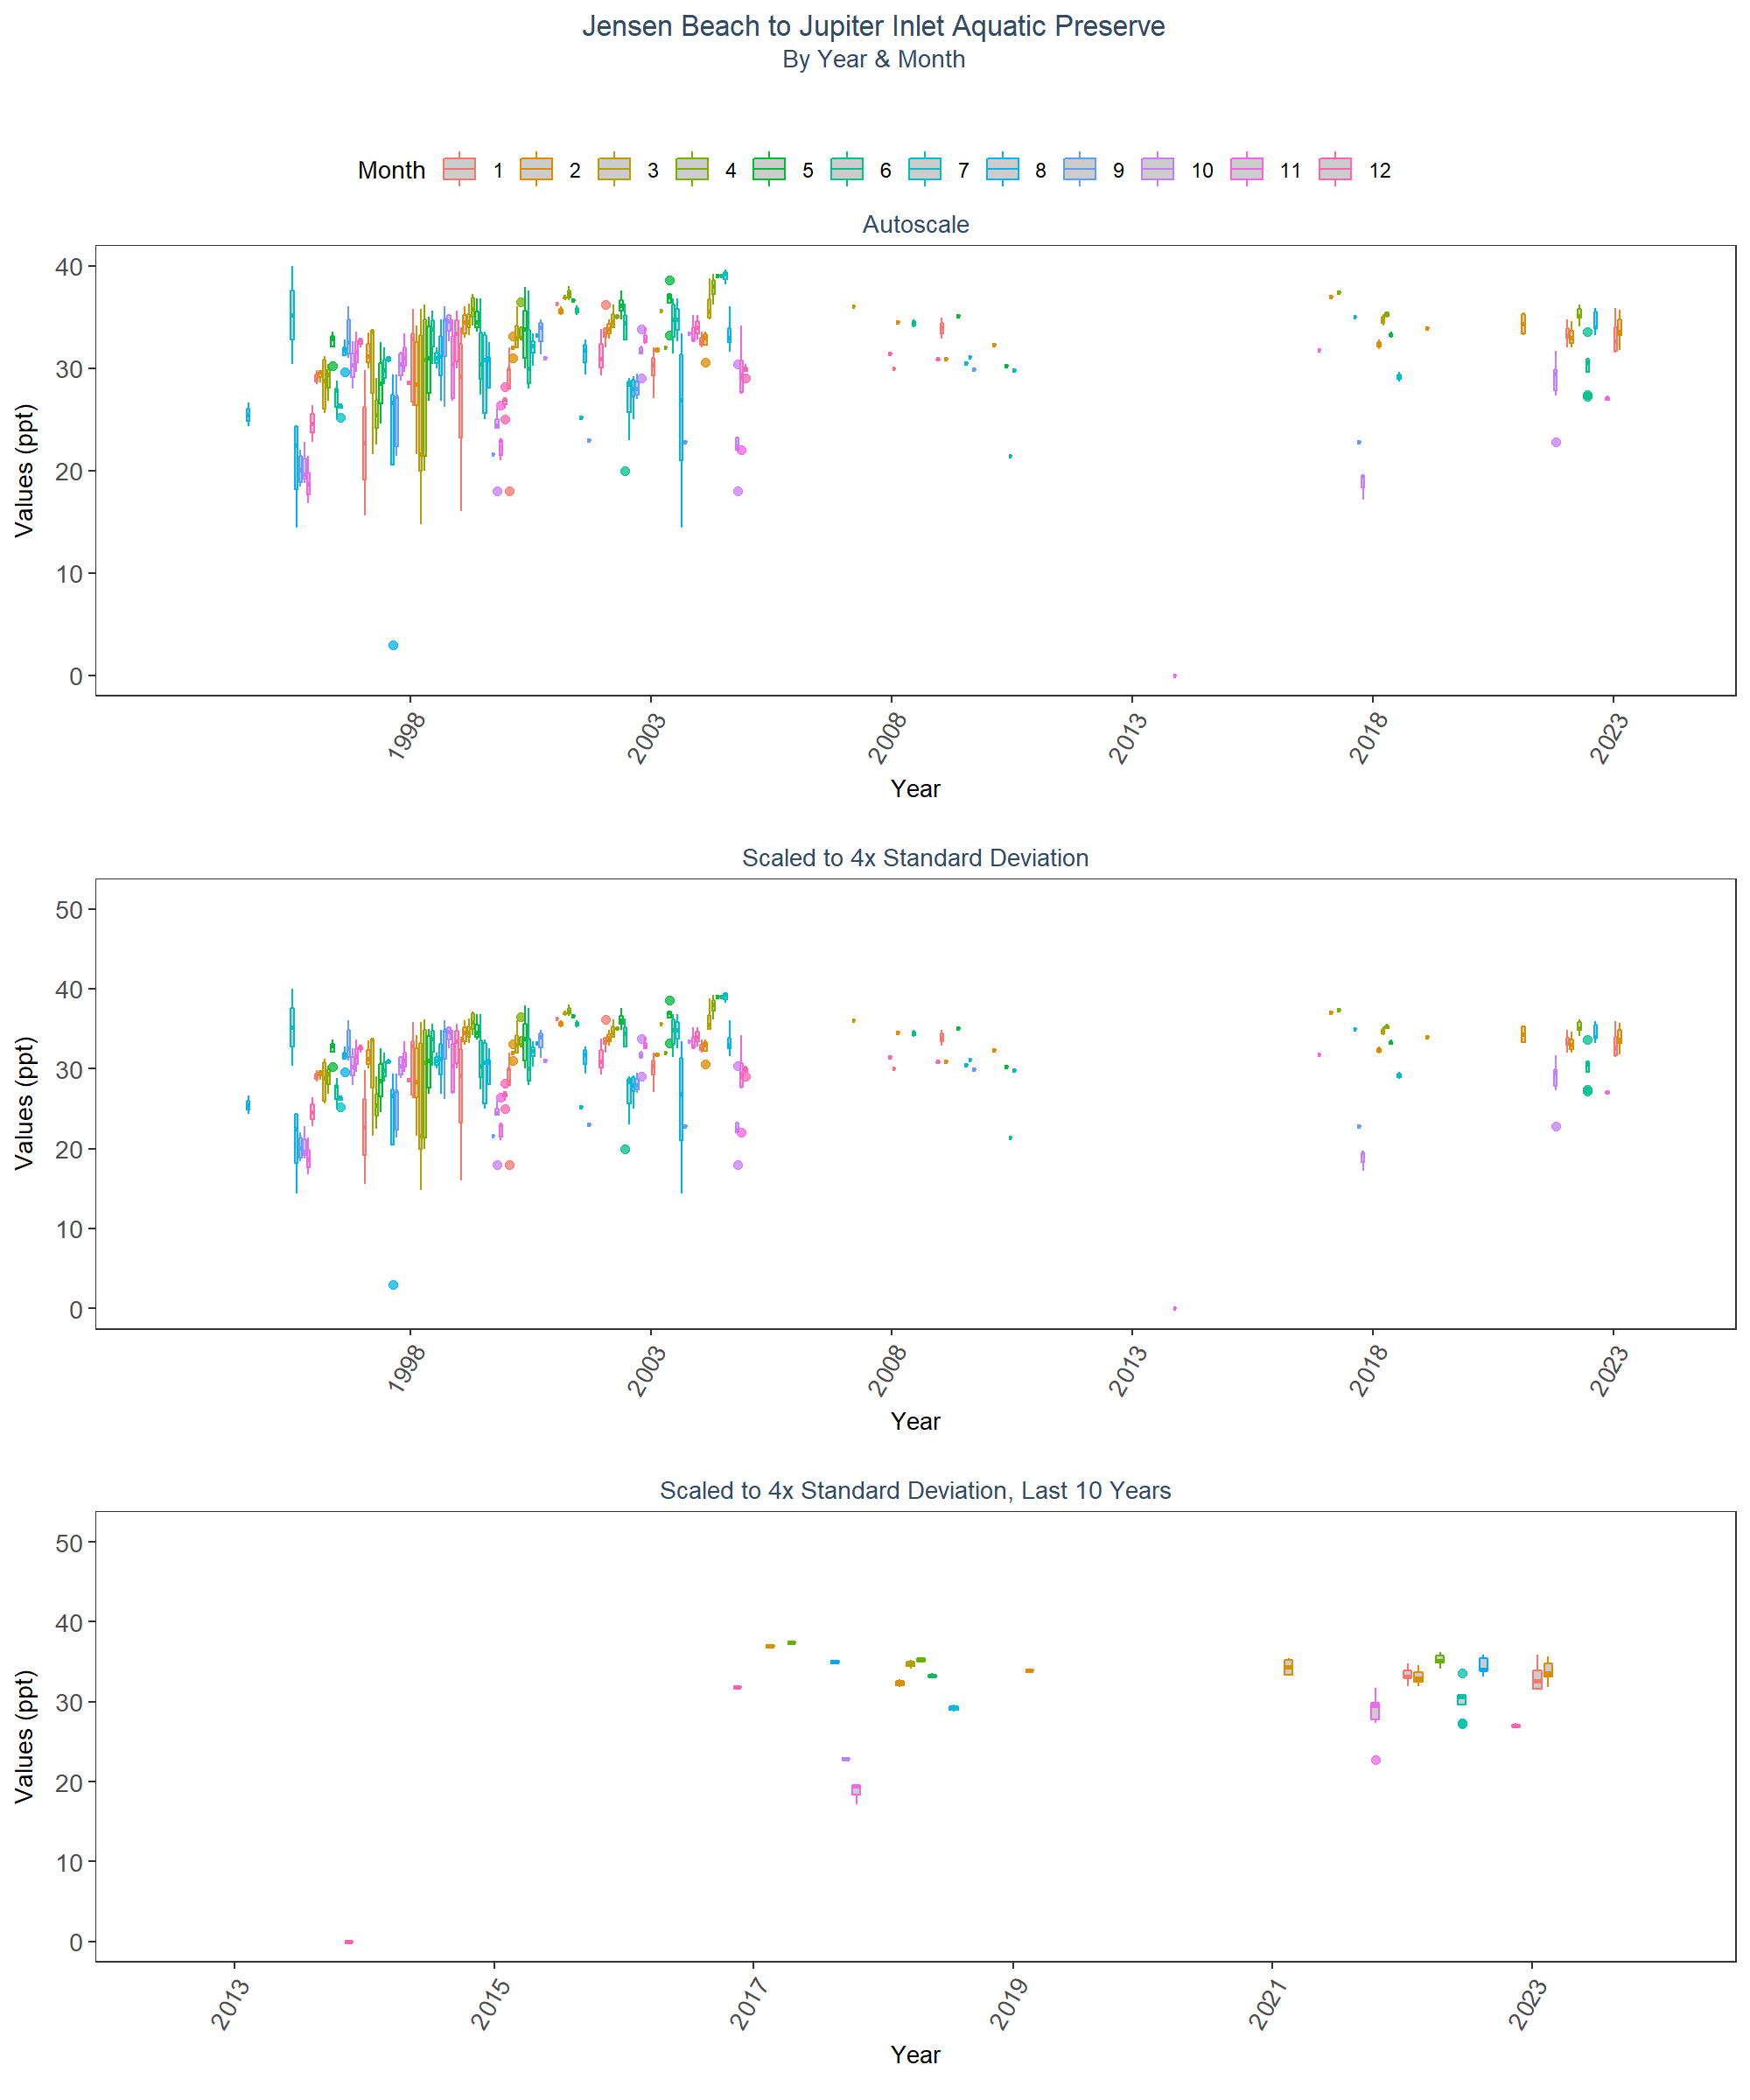 Jensen Beach to Jupiter Inlet Aquatic Preserve
By Year & Month
Month 1 2 3 4 5 6 7 8 9 10 11 12
Autoscale
Values (ppt)
40
30
20
10
0
1998 2003 2008 2013 2018 2023
Year
Scaled to 4x Standard Deviation
Values (ppt)
50
40
30
20
10
0
1998 2003 2008 2013 2018 2023
Year
Scaled to 4x Standard Deviation, Last 10 Years
Values (ppt)
50
40
30
20
10
0
2013 2015 2017 2019 2021 2023
Year